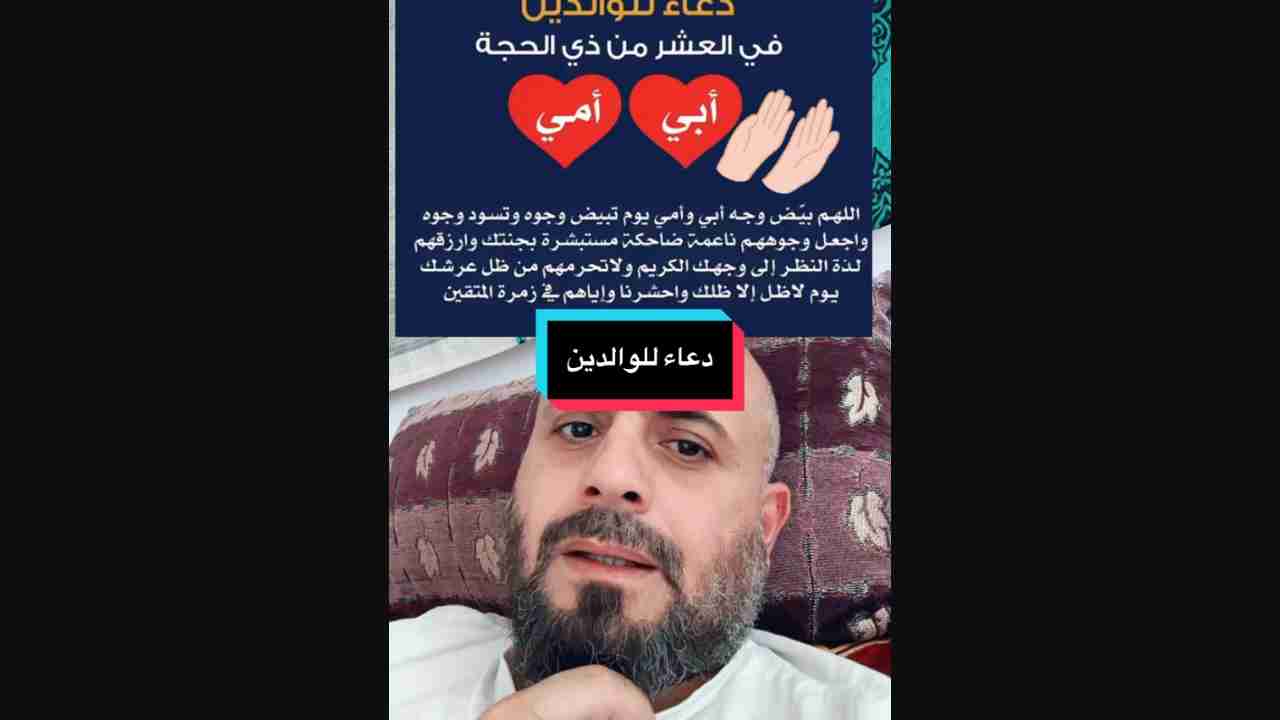 دعاء للوالدين
في العشر من ذي الحجة
أبي أمي
اللهم بيّض وجه أبي وأمي يوم تبيض وجوه وتسود وجوه
واجعل وجوههم ناعمة ضاحكة مستبشرة بجنتك وارزقهم
لذة النظر إلى وجهك الكريم ولاتحرمهم من ظل عرشك
يوم لاظل إلا ظلك واحشرنا وإياهم في زمرة المتقين
دعاء للوالدين